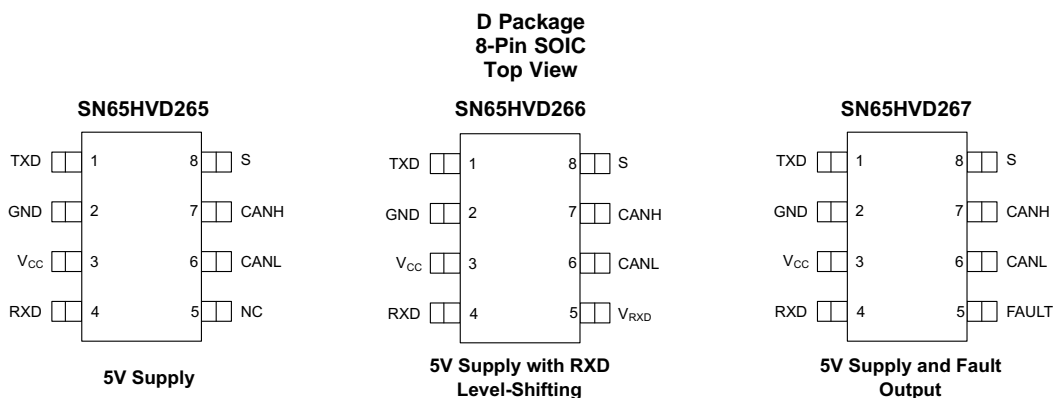 D Package
8-Pin SOIC
Top View
SN65HVD265
TXD 1 8 S
GND 2 7 CANH
VCC 3 6 CANL
RXD 4 5 NC
5V Supply
SN65HVD266
TXD 1 8 S
GND 2 7 CANH
VCC 3 6 CANL
RXD 4 5 VRXD
5V Supply with RXD
Level-Shifting
SN65HVD267
TXD 1 8 S
GND 2 7 CANH
VCC 3 6 CANL
RXD 4 5 FAULT
5V Supply and Fault
Output